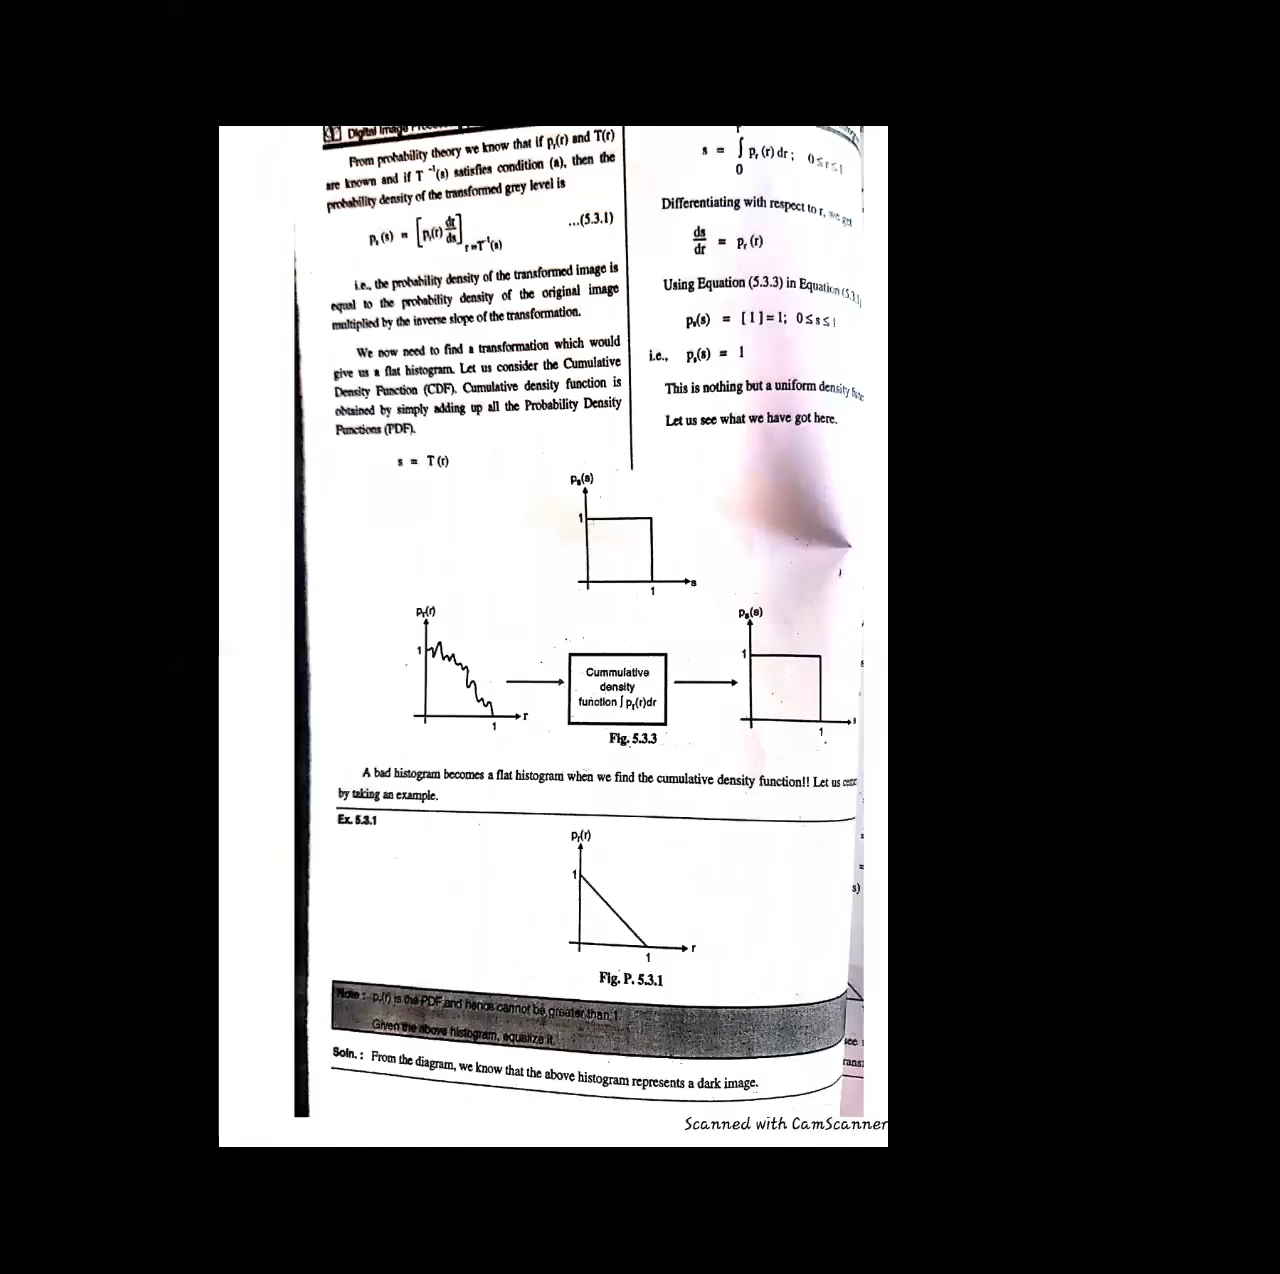 Digital Image
From probability theory we know that if pᵣ(r) and T(r)
are known and if T ⁻¹(s) satisfies condition (a), then the
probability density of the transformed grey level is
pₛ (s) = [pᵣ(r) dr/ds] r = T⁻¹(s) ...(5.3.1)
i.e., the probability density of the transformed image is
equal to the probability density of the original image
multiplied by the inverse slope of the transformation.
We now need to find a transformation which would
give us a flat histogram. Let us consider the Cumulative
Density Function (CDF). Cumulative density function is
obtained by simply adding up all the Probability Density
Functions (PDF).
s = T (r)
s = ∫ pᵣ (r) dr ; 0 ≤ r ≤ 1
0
Differentiating with respect to r, we get
ds/dr = pᵣ (r)
Using Equation (5.3.3) in Equation (5.3.1)
pₛ(s) = [ 1 ] = 1; 0 ≤ s ≤ 1
i.e., pₛ(s) = 1
This is nothing but a uniform density
Let us see what we have got here.
pₛ(s)
1
s
1
pᵣ(r)
1
r
1
Cummulative
density
function ∫ pᵣ(r)dr
pₛ(s)
1
s
1
Fig. 5.3.3
A bad histogram becomes a flat histogram when we find the cumulative density function!! Let us
by taking an example.
Ex. 5.3.1
pᵣ(r)
1
r
1
Fig. P. 5.3.1
Note : pᵣ(r) is the PDF and hence cannot be greater than 1.
Given the above histogram, equalize it.
Soln. : From the diagram, we know that the above histogram represents a dark image.
s)
see
Scanned with CamScanner